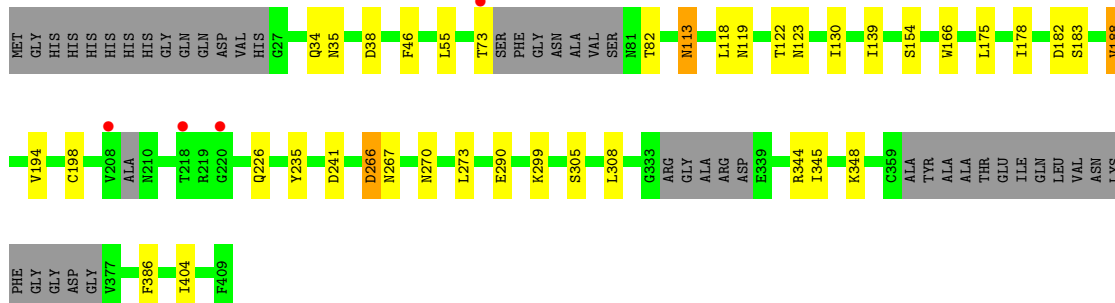 MET GLY HIS HIS HIS HIS HIS HIS GLY GLN GLN ASP VAL HIS G27 Q34 N35 D38 F46 L55 T73 SER PHE GLY ASN ALA VAL SER N81 T82 N113 L118 N119 T122 N123 I130 I139 S154 W166 L175 I178 D182 S183
V194 C198 V208 ALA N210 T218 R219 G220 Q226 Y235 D241 D266 N267 N270 L273 E290 K299 S305 L308 G333 ARG GLY ALA ARG ASP E339 R344 I345 K348 C359 ALA TYR ALA ALA THR GLU ILE GLN LEU VAL ASN LYS
PHE GLY GLY ASP GLY V377 F386 I404 F409